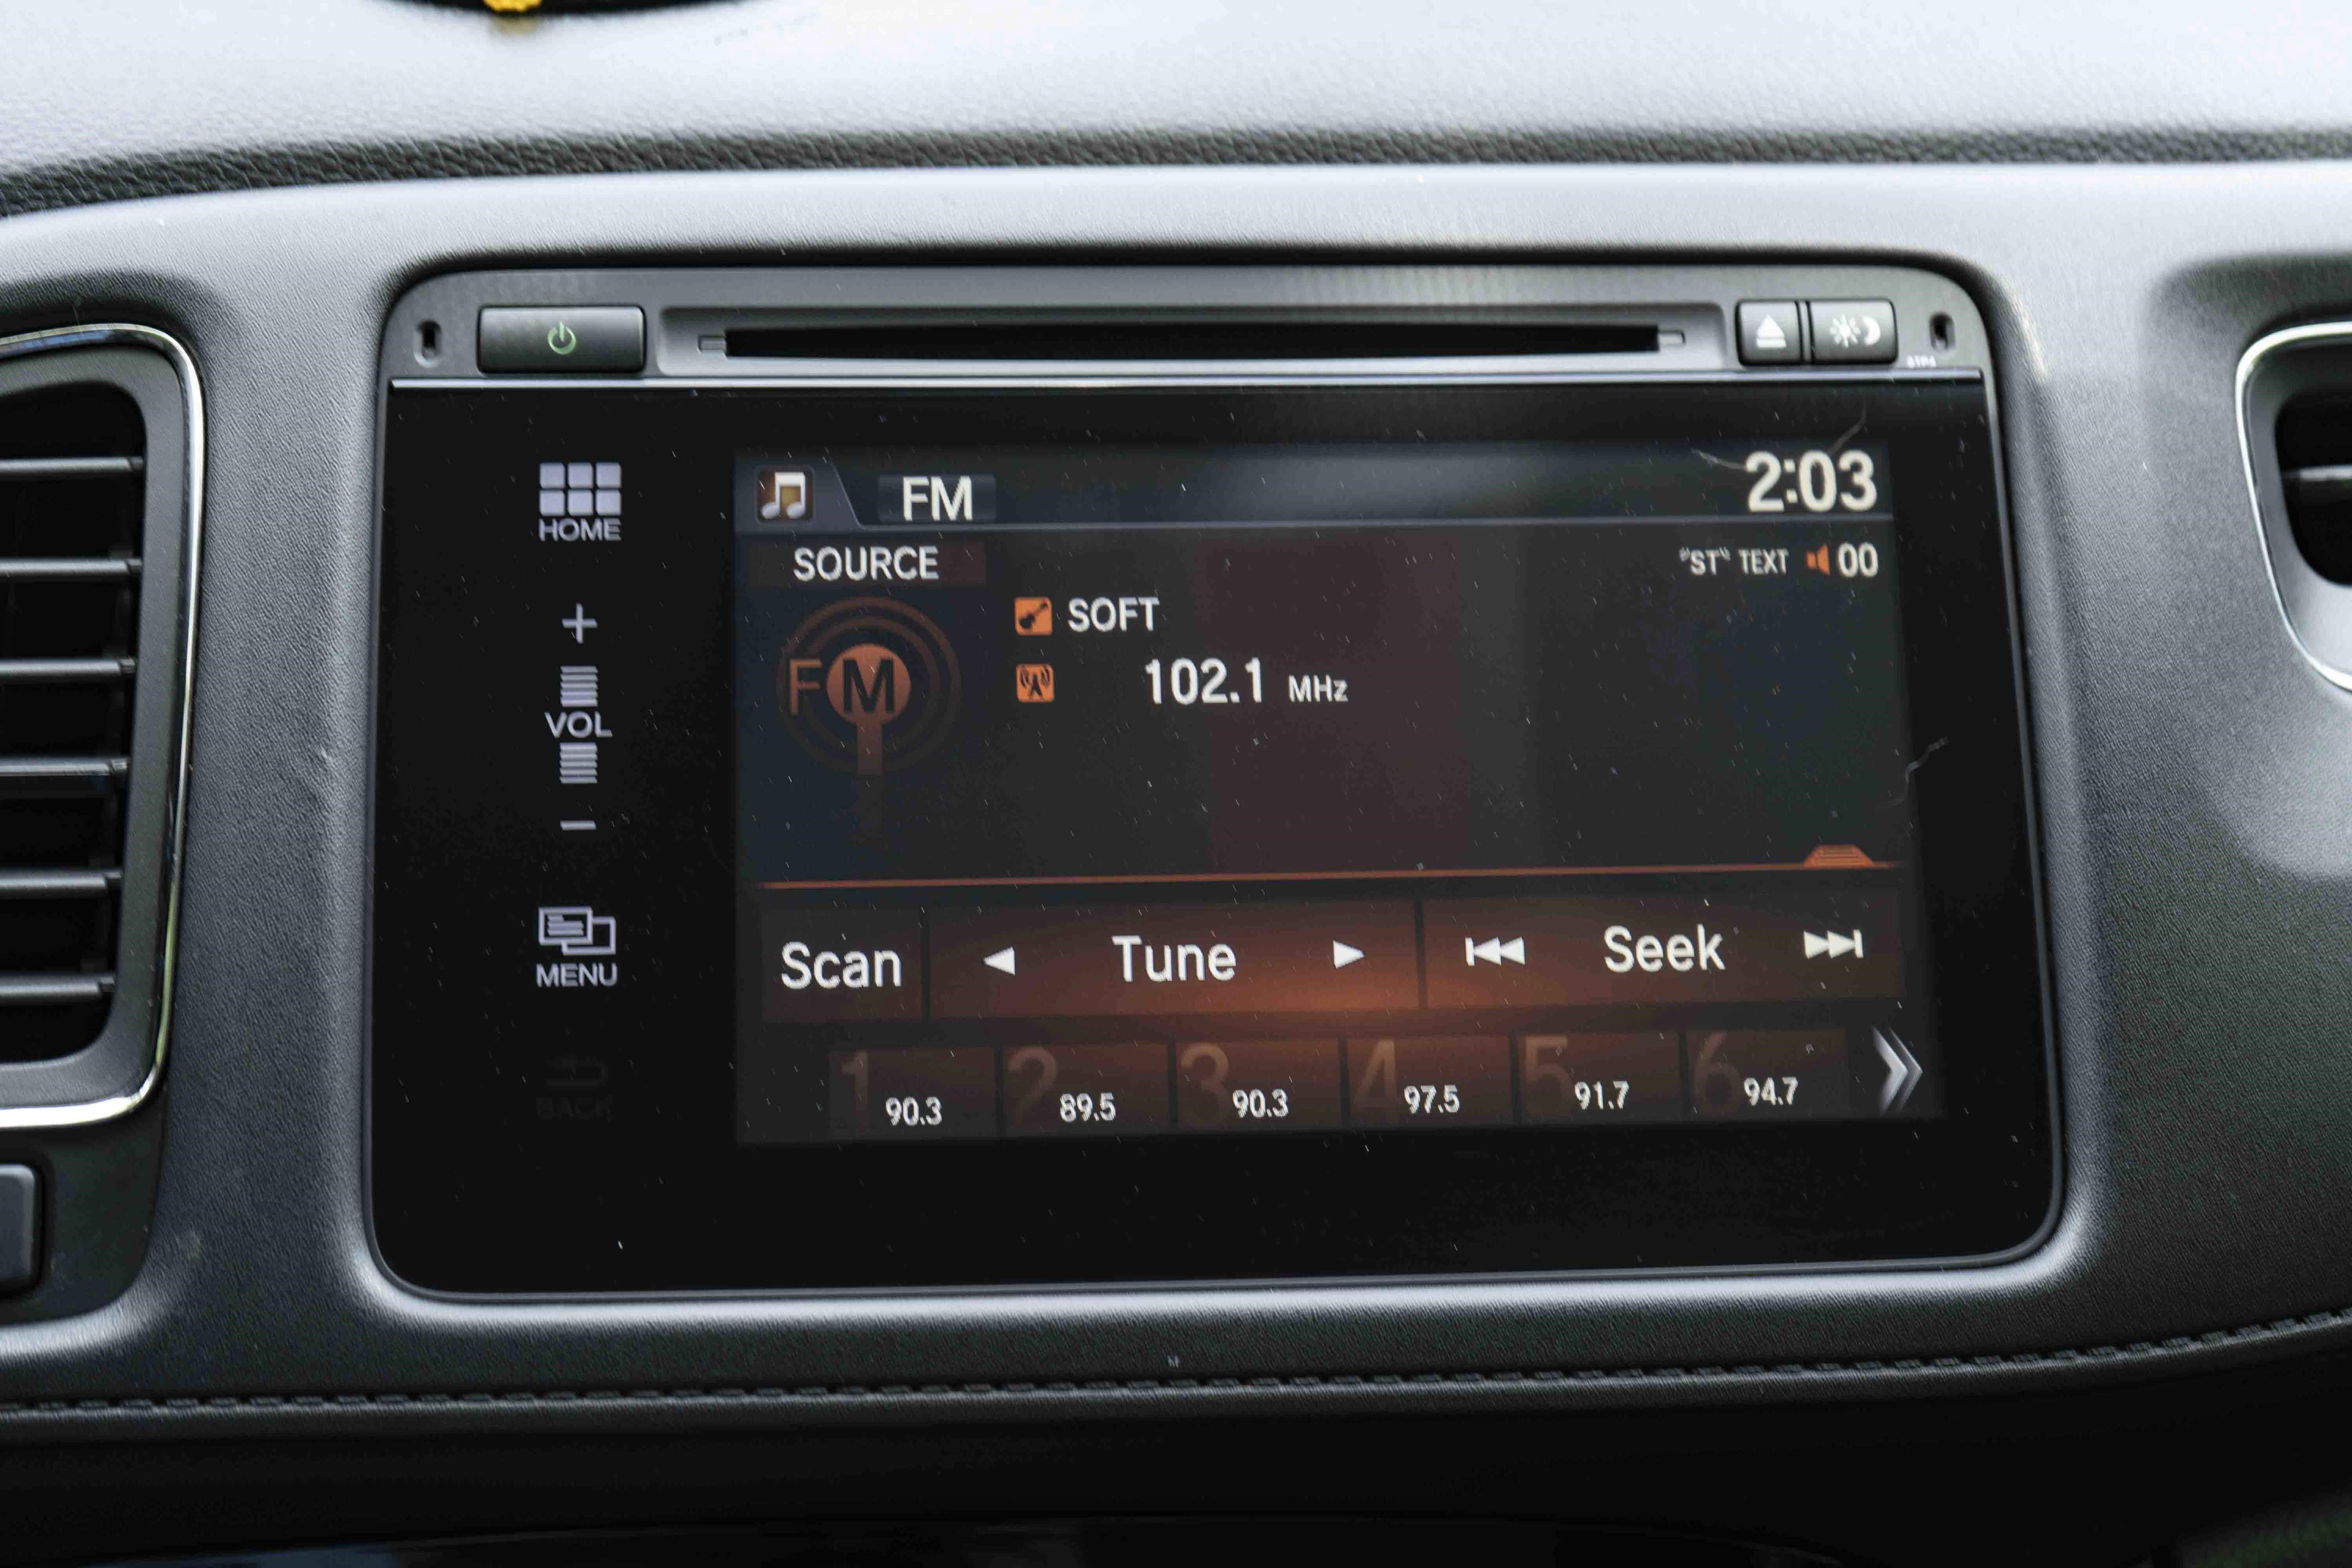 HOME
FM
2:03
SOURCE
"ST" TEXT 00
SOFT
FM
102.1 MHz
VOL
Scan Tune Seek
MENU
1 90.3 2 89.5 3 90.3 4 97.5 5 91.7 6 94.7
BACK